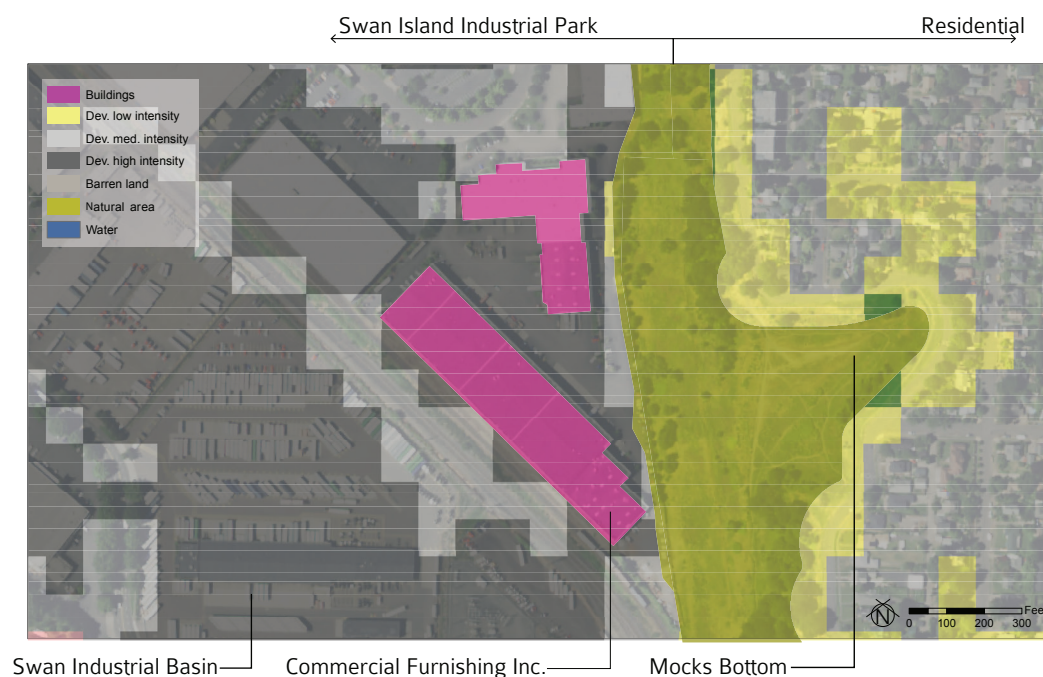 Swan Island Industrial Park
Residential
Buildings
Dev. low intensity
Dev. med. intensity
Dev. high intensity
Barren land
Natural area
Water
N
Fee
0 100 200 300
Swan Industrial Basin
Commercial Furnishing Inc.
Mocks Bottom